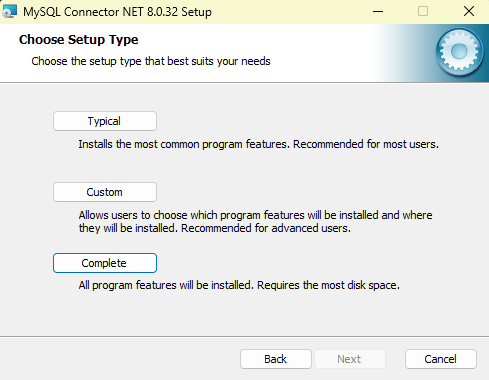 MySQL Connector NET 8.0.32 Setup
Choose Setup Type
Choose the setup type that best suits your needs
Typical
Installs the most common program features. Recommended for most users.
Custom
Allows users to choose which program features will be installed and where
they will be installed. Recommended for advanced users.
Complete
All program features will be installed. Requires the most disk space.
Back
Next
Cancel